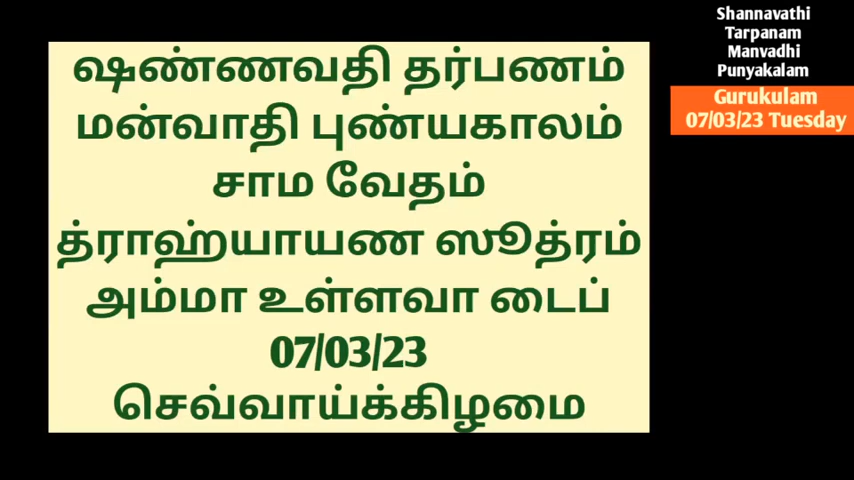 ஷண்ணவதி தர்பணம்
மன்வாதி புண்யகாலம்
சாம வேதம்
த்ராஹ்யாயண ஸூத்ரம்
அம்மா உள்ளவா டைப்
07/03/23
செவ்வாய்க்கிழமை
Shannavathi
Tarpanam
Manvadhi
Punyakalam
Gurukulam
07/03/23 Tuesday